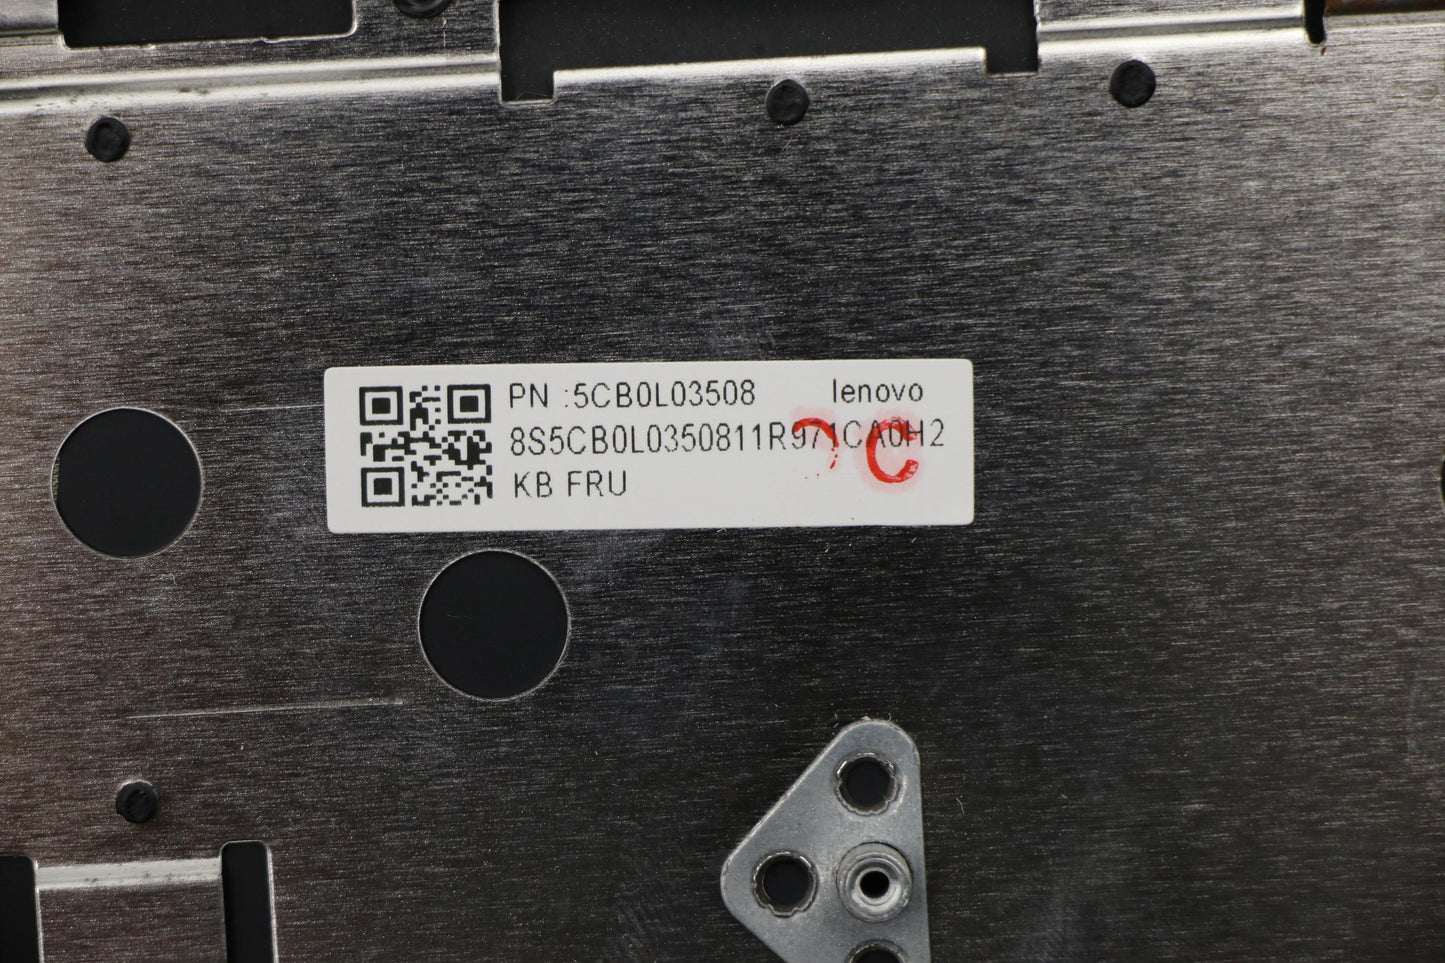 PN :5CB0L03508 lenovo
8S5CB0L0350811R971CA0H2
KB FRU
C